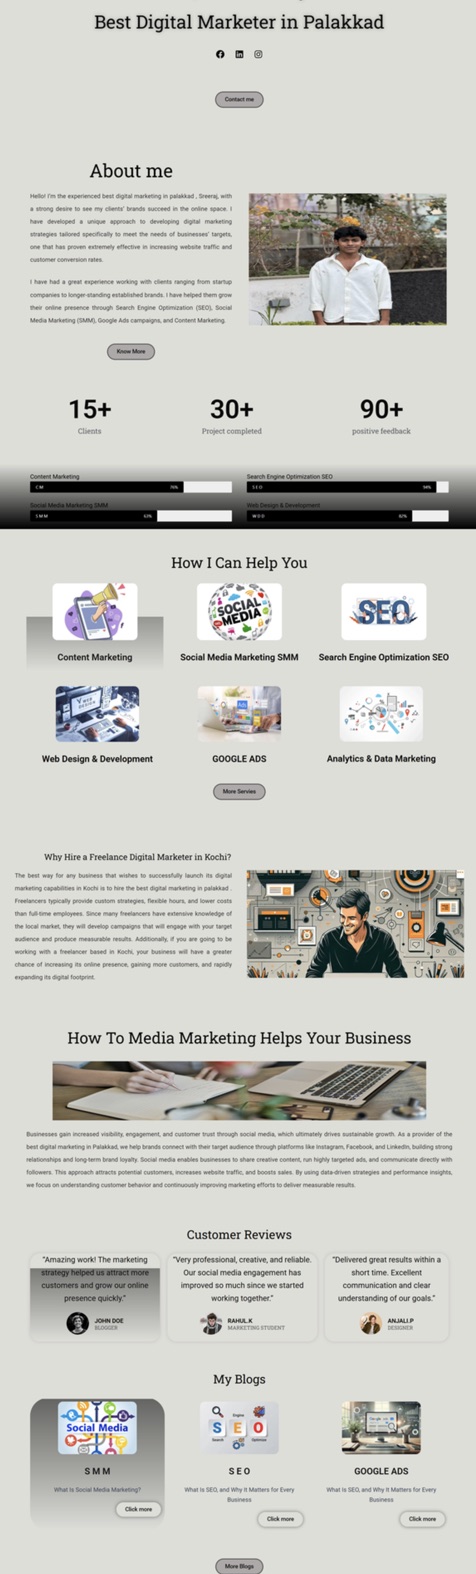 Best Digital Marketer in Palakkad
Contact me
About me
Hello! I'm the experienced best digital marketing in palakkad , Sreeraj, with
a strong desire to see my clients' brands succeed in the online space. I
have developed a unique approach to developing digital marketing
strategies tailored specifically to meet the needs of businesses' targets,
one that has proven extremely effective in increasing website traffic and
customer conversion rates.
I have had a great experience working with clients ranging from startup
companies to longer-standing established brands. I have helped them grow
their online presence through Search Engine Optimization (SEO), Social
Media Marketing (SMM), Google Ads campaigns, and Content Marketing.
Know More
15+
Clients
30+
Project completed
90+
positive feedback
Content Marketing
C M
Search Engine Optimization SEO
S E O
94%
Social Media Marketing SMM
S M M
63%
Web Design & Development
W D D
82%
How I Can Help You
Content Marketing
SOCIAL MEDIA
Social Media Marketing SMM
SEO
Search Engine Optimization SEO
Web Design & Development
Ads
GOOGLE ADS
Analytics & Data Marketing
More Servies
Why Hire a Freelance Digital Marketer in Kochi?
The best way for any business that wishes to successfully launch its digital
marketing capabilities in Kochi is to hire the best digital marketing in palakkad .
Freelancers typically provide custom strategies, flexible hours, and lower costs
than full-time employees. Since many freelancers have extensive knowledge of
the local market, they will develop campaigns that will engage with your target
audience and produce measurable results. Additionally, if you are going to be
working with a freelancer based in Kochi, your business will have a greater
chance of increasing its online presence, gaining more customers, and rapidly
expanding its digital footprint.
How To Media Marketing Helps Your Business
Businesses gain increased visibility, engagement, and customer trust through social media, which ultimately drives sustainable growth. As a provider of the
best digital marketing in Palakkad, we help brands connect with their target audience through platforms like Instagram, Facebook, and LinkedIn, building strong
relationships and long-term brand loyalty. Social media enables businesses to share creative content, run highly targeted ads, and communicate directly with
followers. This approach attracts potential customers, increases website traffic, and boosts sales. By using data-driven strategies and performance insights,
we focus on understanding customer behavior and continuously improving marketing efforts to deliver measurable results.
Customer Reviews
“Amazing work! The marketing
strategy helped us attract more
customers and grow our online
presence quickly.”
JOHN DOE
BLOGGER
“Very professional, creative, and reliable.
Our social media engagement has
improved so much since we started
working together.”
RAHUL.K
MARKETING STUDENT
“Delivered great results within a
short time. Excellent
communication and clear
understanding of our goals.”
ANJALI.P
DESIGNER
My Blogs
Social Media
S M M
What Is Social Media Marketing?
Click more
Engine
S E O
Search
S E O
What Is SEO, and Why It Matters for Every
Business
Click more
GOOGLE ADS
What Is SEO, and Why It Matters for Every
Business
Click more
More Blogs